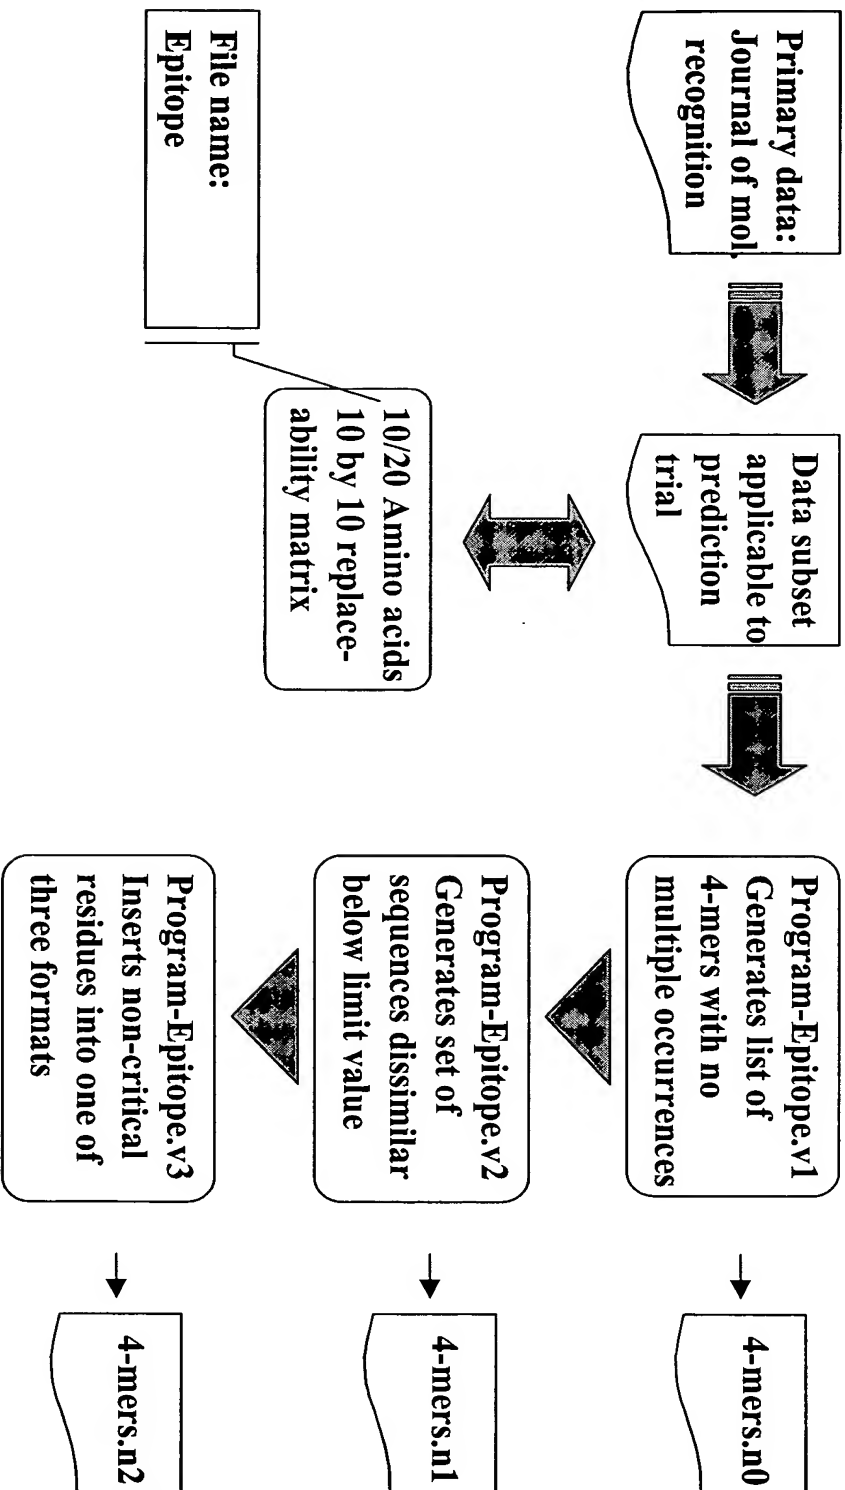 Primary data:
Journal of mol.
recognition
Data subset
applicable to
prediction
trial
Program-Epitope.v1
Generates list of
4-mers with no
multiple occurrences
4-mers.n0
10/20 Amino acids
10 by 10 replace-
ability matrix
File name:
Epitope
Program-Epitope.v2
Generates set of
sequences dissimilar
below limit value
4-mers.n1
Program-Epitope.v3
Inserts non-critical
residues into one of
three formats
4-mers.n2